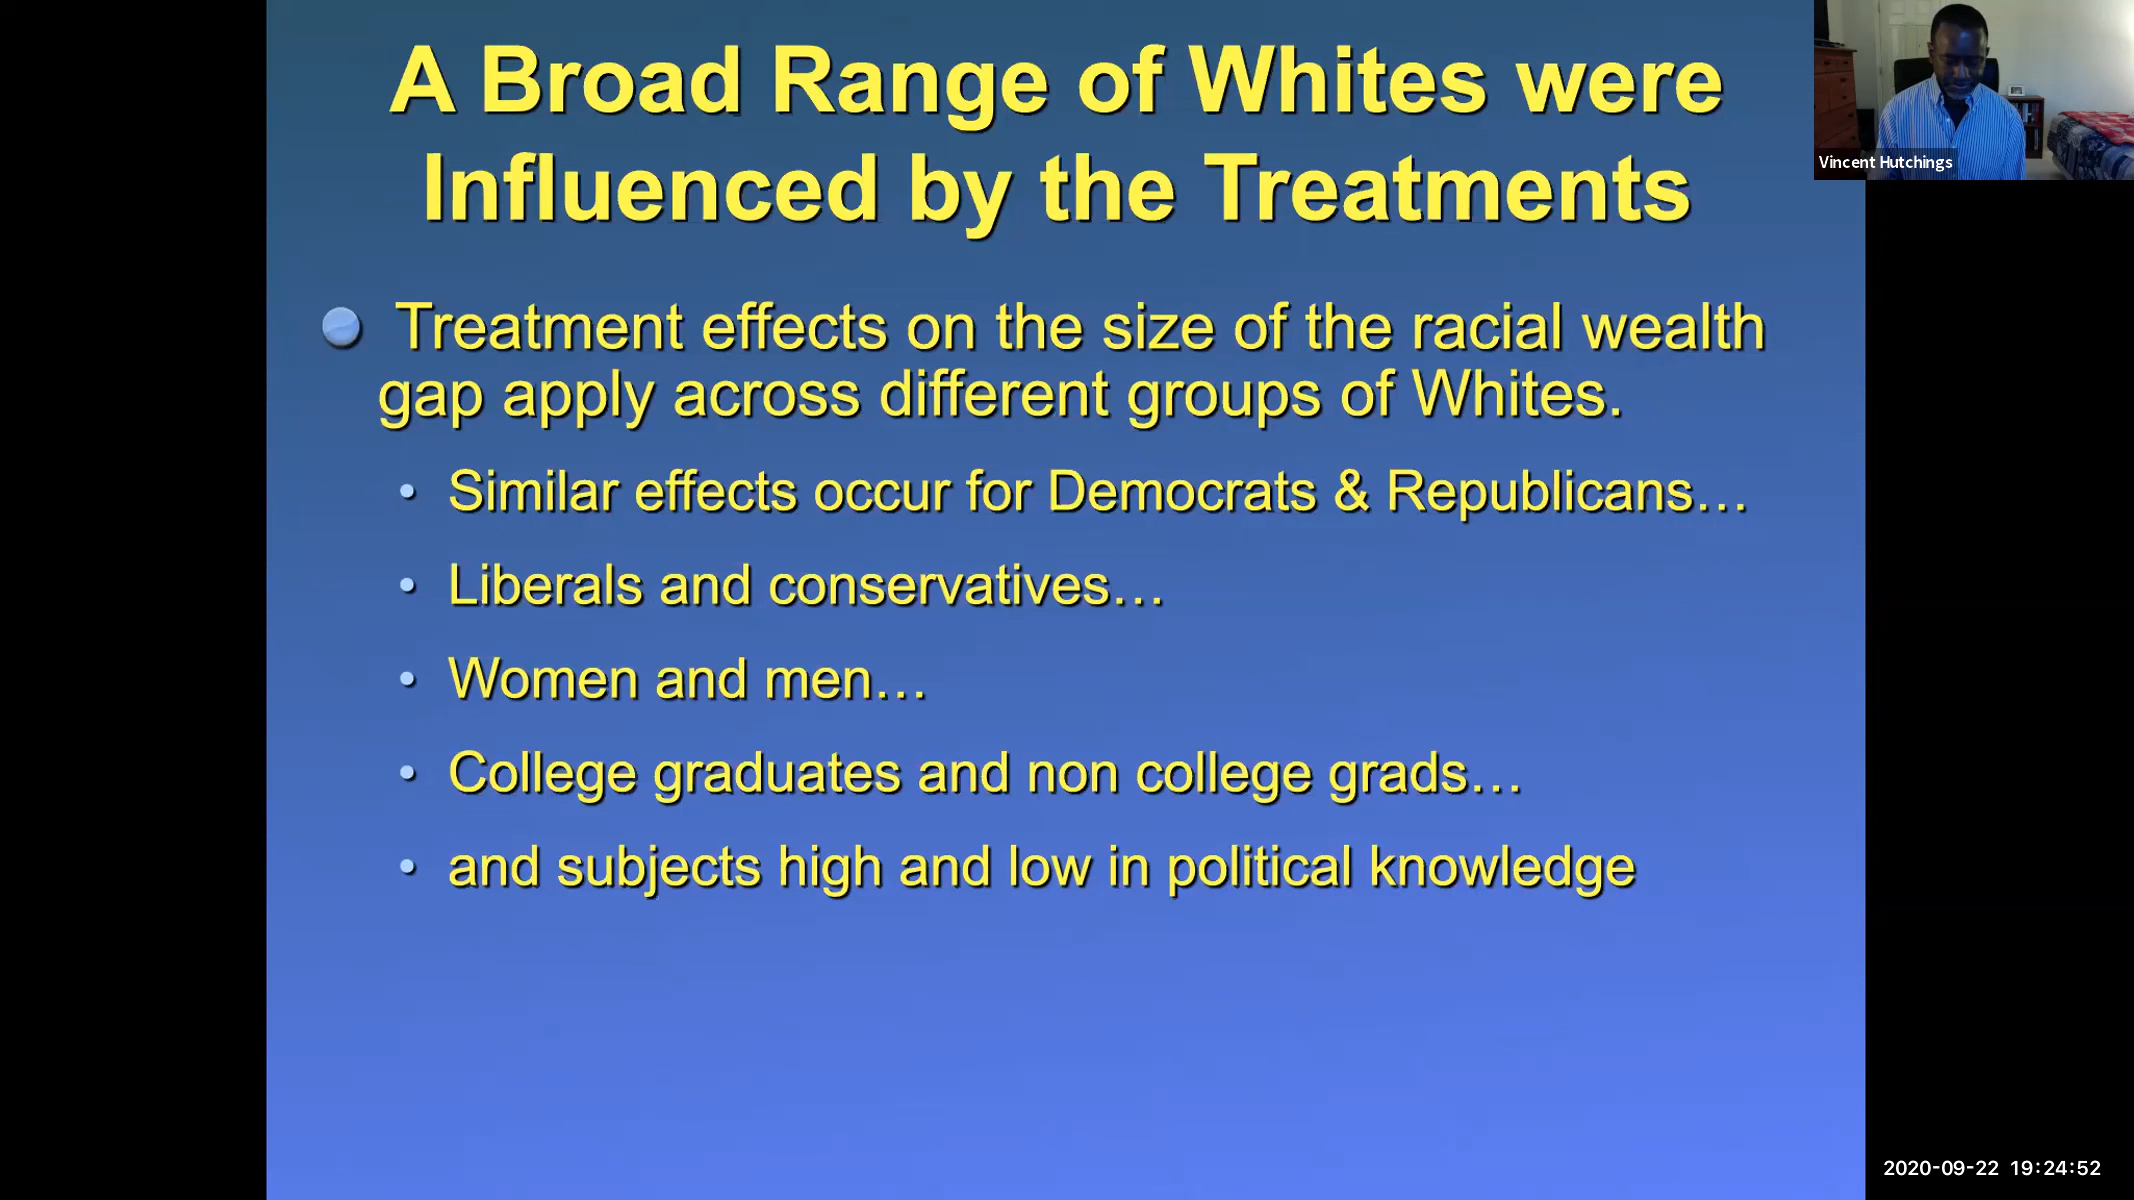 A Broad Range of Whites were
Influenced by the Treatments
Treatment effects on the size of the racial wealth
gap apply across different groups of Whites.
• Similar effects occur for Democrats & Republicans…
• Liberals and conservatives…
• Women and men…
• College graduates and non college grads…
• and subjects high and low in political knowledge
Vincent Hutchings
2020-09-22 19:24:52